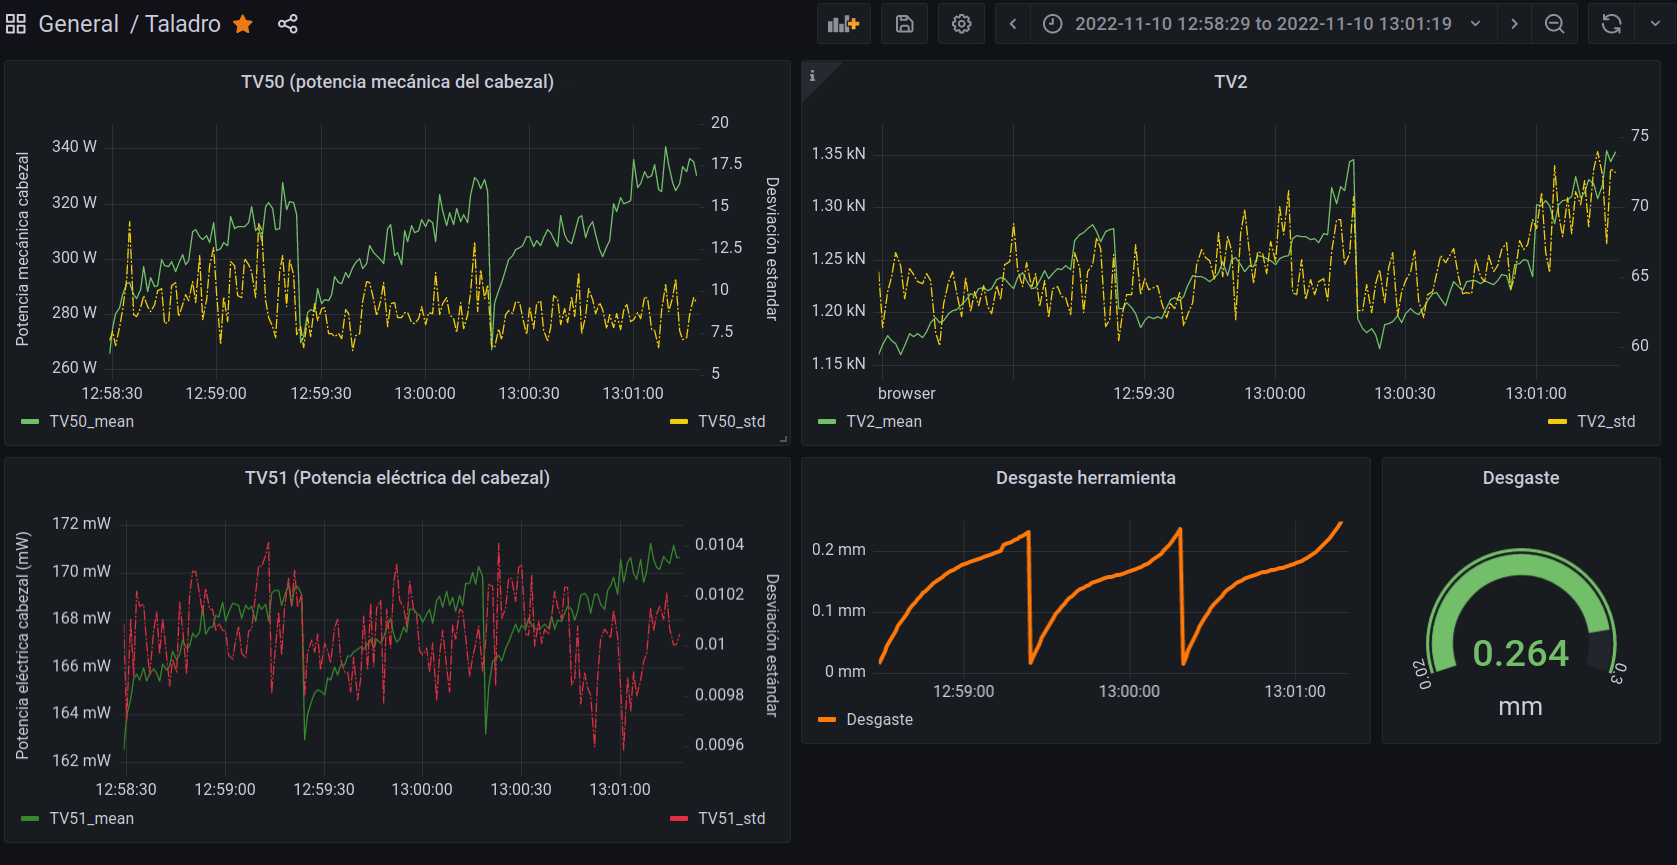 General / Taladro
2022-11-10 12:58:29 to 2022-11-10 13:01:19
TV50 (potencia mecánica del cabezal)
Potencia mecánica cabezal
340 W
320 W
300 W
280 W
260 W
20
17.5
15
12.5
10
7.5
5
Desviación estandar
12:58:30 12:59:00 12:59:30 13:00:00 13:00:30 13:01:00
TV50_mean TV50_std
i
TV2
1.35 kN
1.30 kN
1.25 kN
1.20 kN
1.15 kN
75
70
65
60
browser 12:59:30 13:00:00 13:00:30 13:01:00
TV2_mean TV2_std
TV51 (Potencia eléctrica del cabezal)
Potencia eléctrica cabezal (mW)
172 mW
170 mW
168 mW
166 mW
164 mW
162 mW
0.0104
0.0102
0.01
0.0098
0.0096
Desviación estándar
12:58:30 12:59:00 12:59:30 13:00:00 13:00:30 13:01:00
TV51_mean TV51_std
Desgaste herramienta
0.2 mm
0.1 mm
0 mm
12:59:00 13:00:00 13:01:00
Desgaste
Desgaste
0.02
0.264
0.3
mm